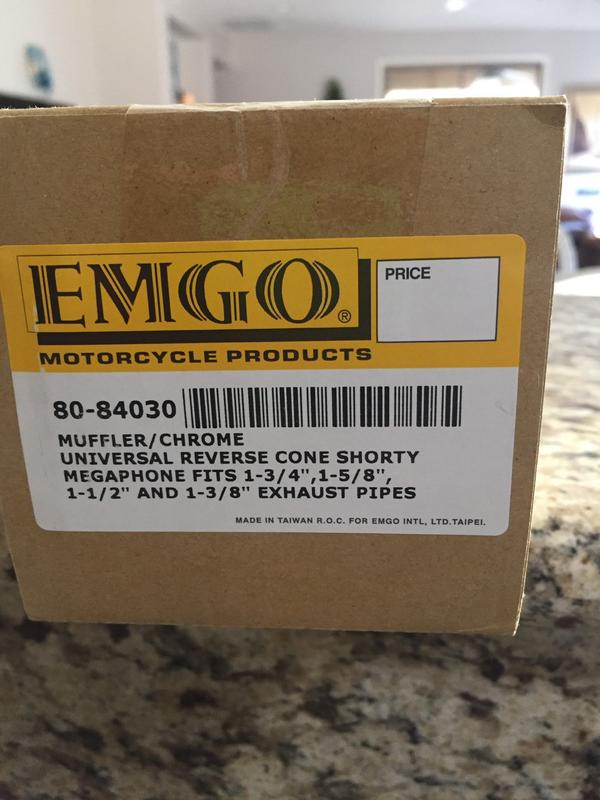 EMGO®
PRICE
MOTORCYCLE PRODUCTS
80-84030
MUFFLER/CHROME
UNIVERSAL REVERSE CONE SHORTY
MEGAPHONE FITS 1-3/4",1-5/8",
1-1/2" AND 1-3/8" EXHAUST PIPES
MADE IN TAIWAN R.O.C. FOR EMGO INTL, LTD.TAIPEI.